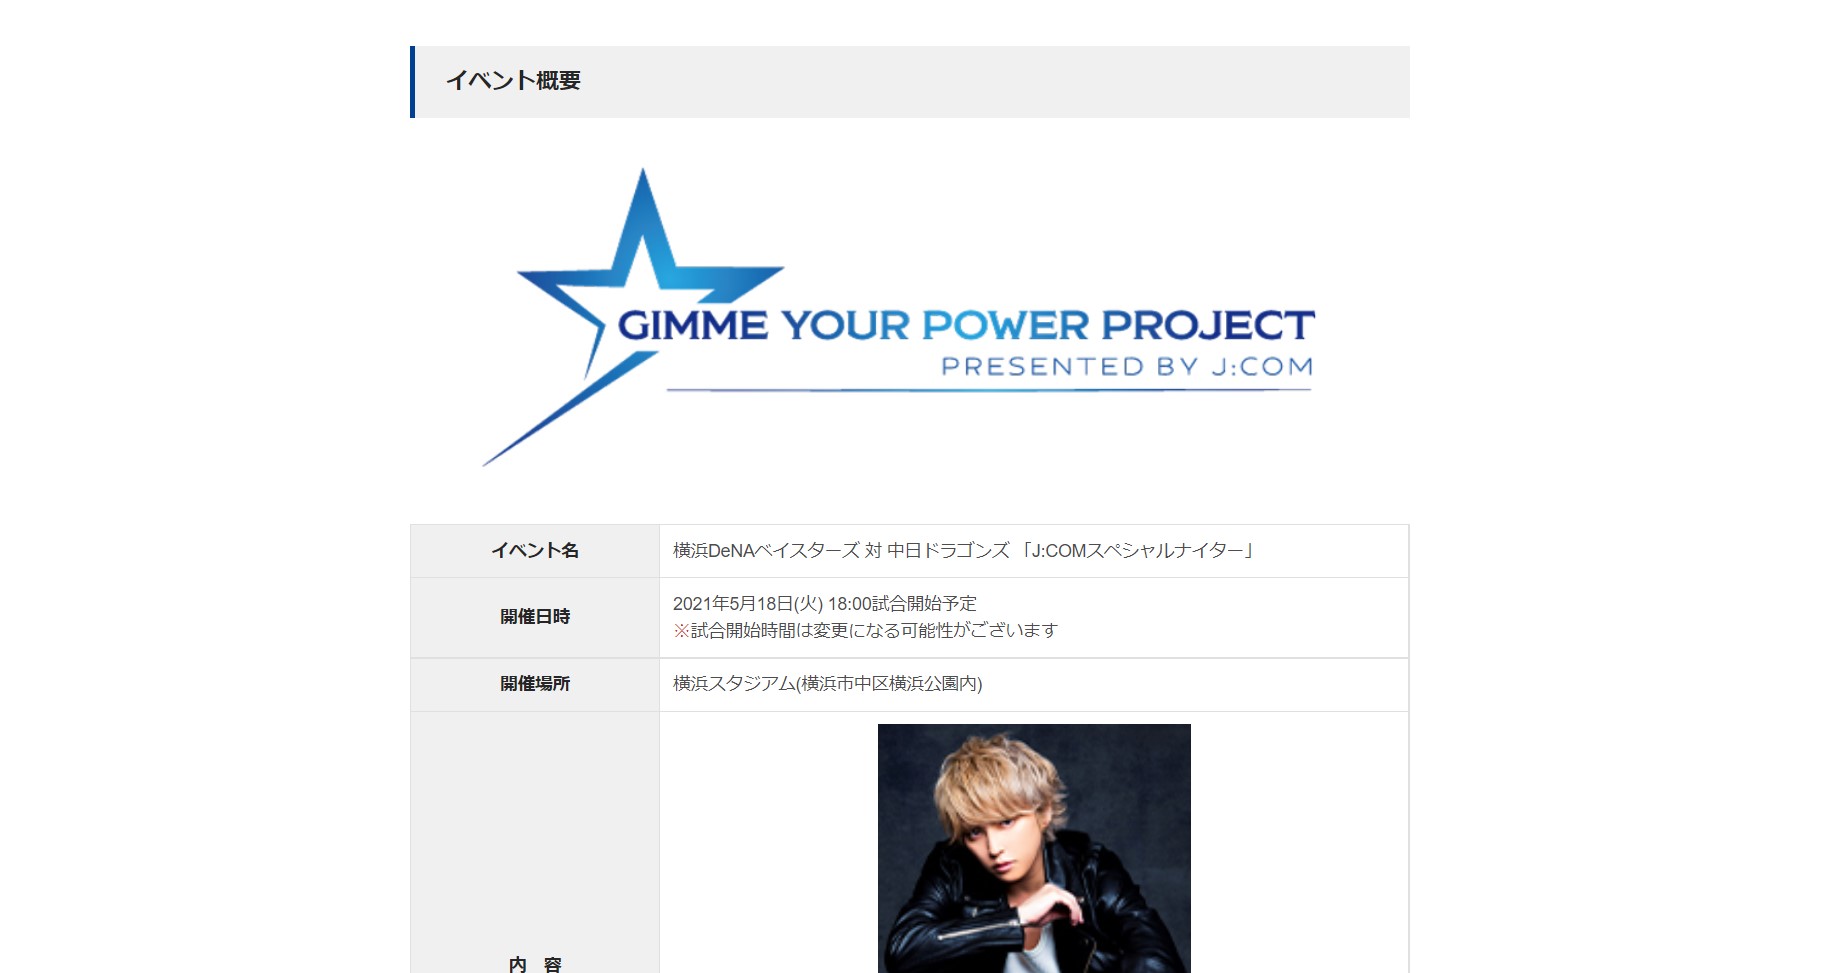 イベント概要
GIMME YOUR POWER PROJECT
PRESENTED BY J:COM
イベント名
横浜DeNAベイスターズ 対 中日ドラゴンズ 「J:COMスペシャルナイター」
開催日時
2021年5月18日(火) 18:00試合開始予定
※試合開始時間は変更になる可能性がございます
開催場所
横浜スタジアム(横浜市中区横浜公園内)
内　容